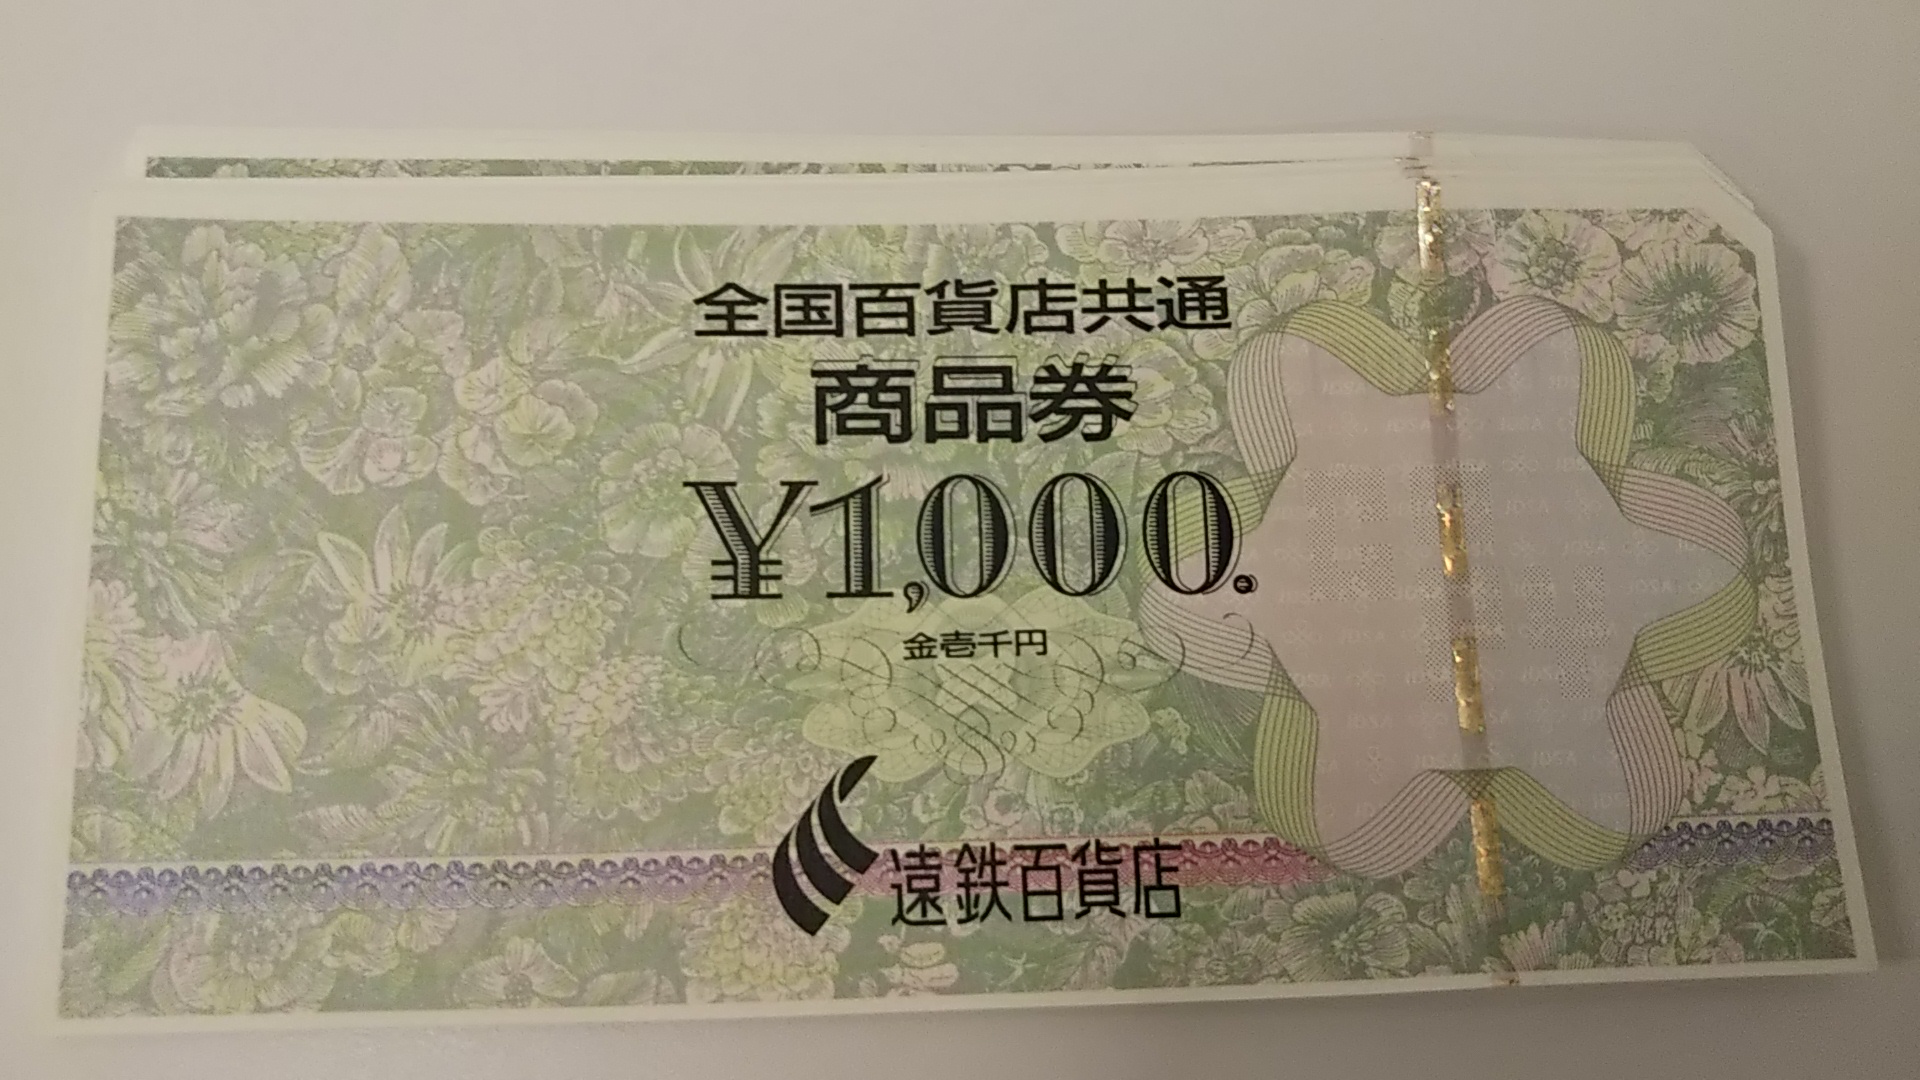 全国百貨店共通
商品券
¥1,000.
金壱千円
遠鉄百貨店